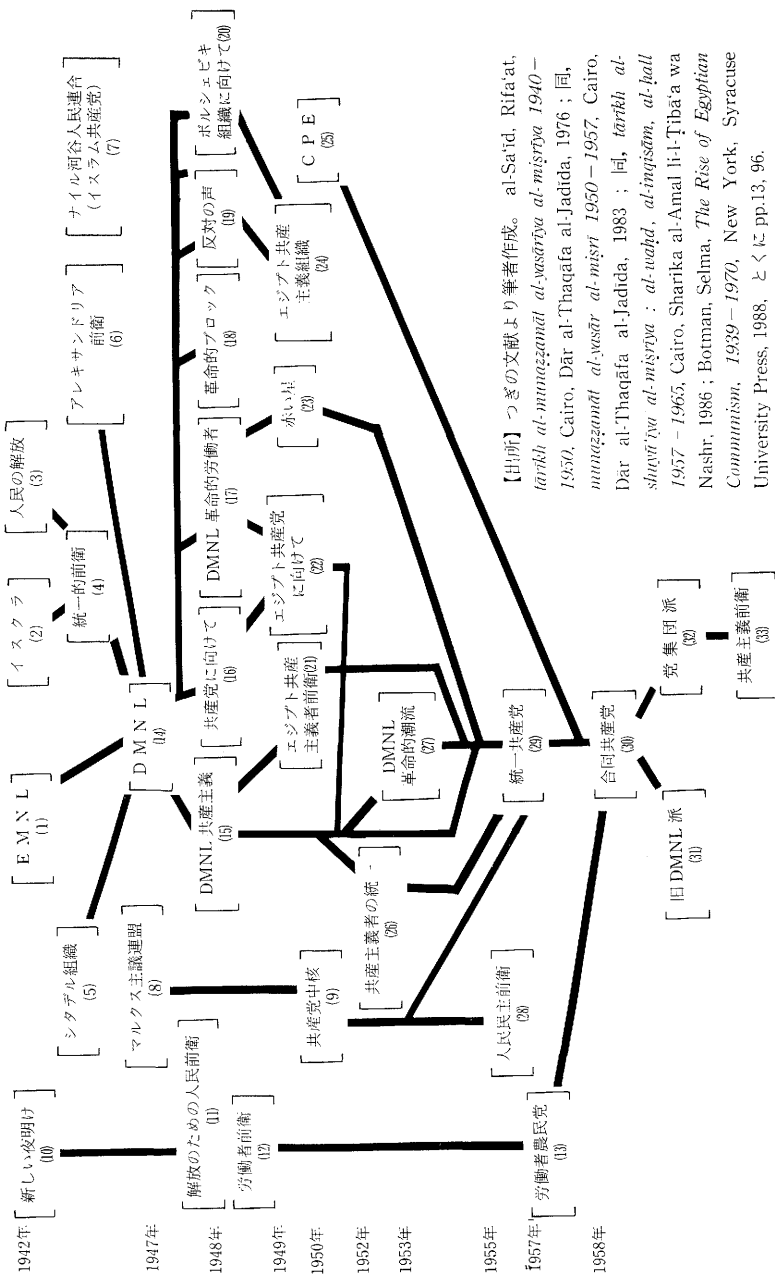 1942年
1947年
1948年
1949年
1950年
1952年
1953年
1955年
1957年
1958年
新しい夜明け
(10)
解放のための人民前衛
(11)
労働者前衛
(12)
労働者農民党
(13)
シタデル組織
(5)
マルクス主議連盟
(8)
共産党中核
(9)
人民民主前衛
(28)
共産主義者の統一
(26)
EMNL
(1)
イスクラ
(2)
人民の解放
(3)
統一的前衛
(4)
アレキサンドリア
前衛
(6)
ナイル河谷人民連合
(イスラム共産党)
(7)
DMNL
(14)
DMNL 共産主義
(15)
共産党に向けて
(16)
DMNL 革命的労働者
(17)
革命的ブロック
(18)
反対の声
(19)
ボルシェビキ
組織に向けて(20)
エジプト共産
主義者前衛(21)
エジプト共産党
に向けて
(22)
赤い星
(23)
エジプト共産
主義組織
(24)
CPE
(25)
DMNL
革命的潮流
(27)
統一共産党
(29)
合同共産党
(30)
旧DMNL派
(31)
党集団派
(32)
共産主義前衛
(33)
【出所】つぎの文献より筆者作成。 al-Sa'īd, Rifa'at,
tārīkh al-munaẓẓamāt al-yasārīya al-miṣrīya 1940–
1950, Cairo, Dār al-Thaqāfa al-Jadīda, 1976 ; 同,
munaẓẓamāt al-yasār al-miṣrī 1950–1957, Cairo,
Dār al-Thaqāfa al-Jadīda, 1983 ; 同, tārīkh al-
shuyū'īya al-miṣrīya : al-waḥd, al-inqisām, al-ḥall
1957–1965, Cairo, Sharika al-Amal li-l-Ṭibā'a wa
Nashr, 1986 ; Botman, Selma, The Rise of Egyptian
Communism, 1939–1970, New York, Syracuse
University Press, 1988, とくに pp.13, 96.